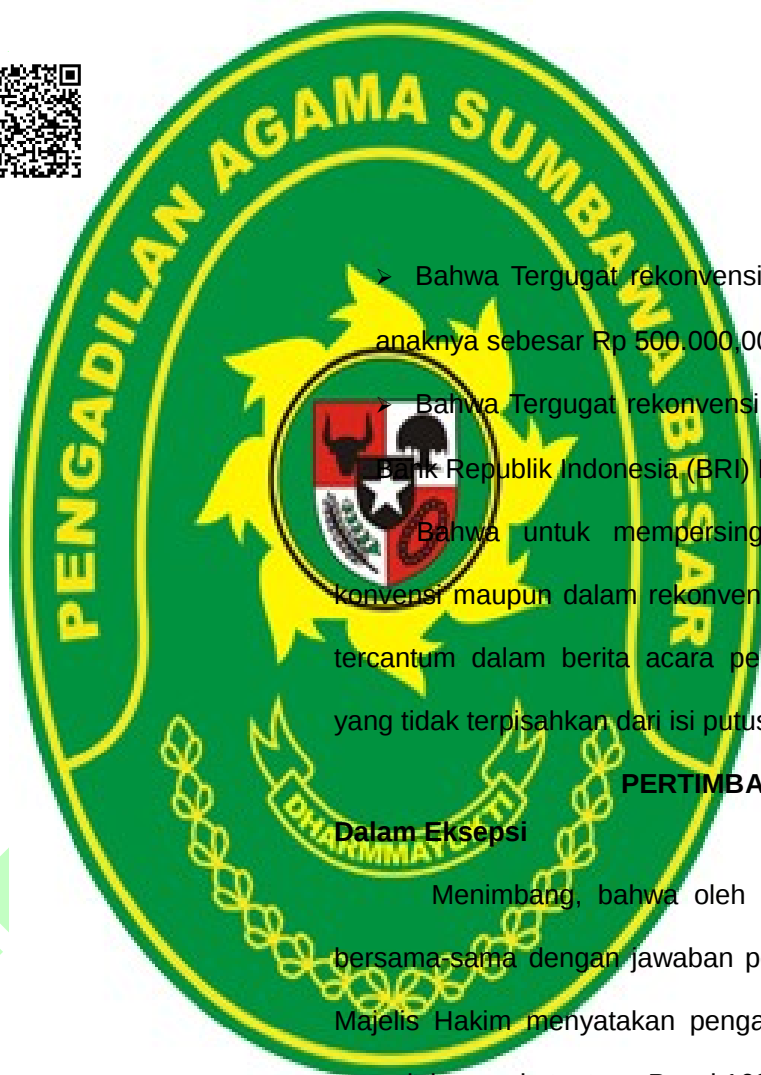 PENGADILAN AGAMA SUMBAWA BESAR
➢ Bahwa Tergugat rekonvensi
anaknya sebesar Rp 500.000,00
➢ Bahwa Tergugat rekonvensi
Bank Republik Indonesia (BRI)
Bahwa untuk mempersing
konvensi maupun dalam rekonven
tercantum dalam berita acara pe
yang tidak terpisahkan dari isi putus
PERTIMBA
DHARMMAYUKTI
Dalam Eksepsi
Menimbang, bahwa oleh
bersama-sama dengan jawaban p
Majelis Hakim menyatakan penga